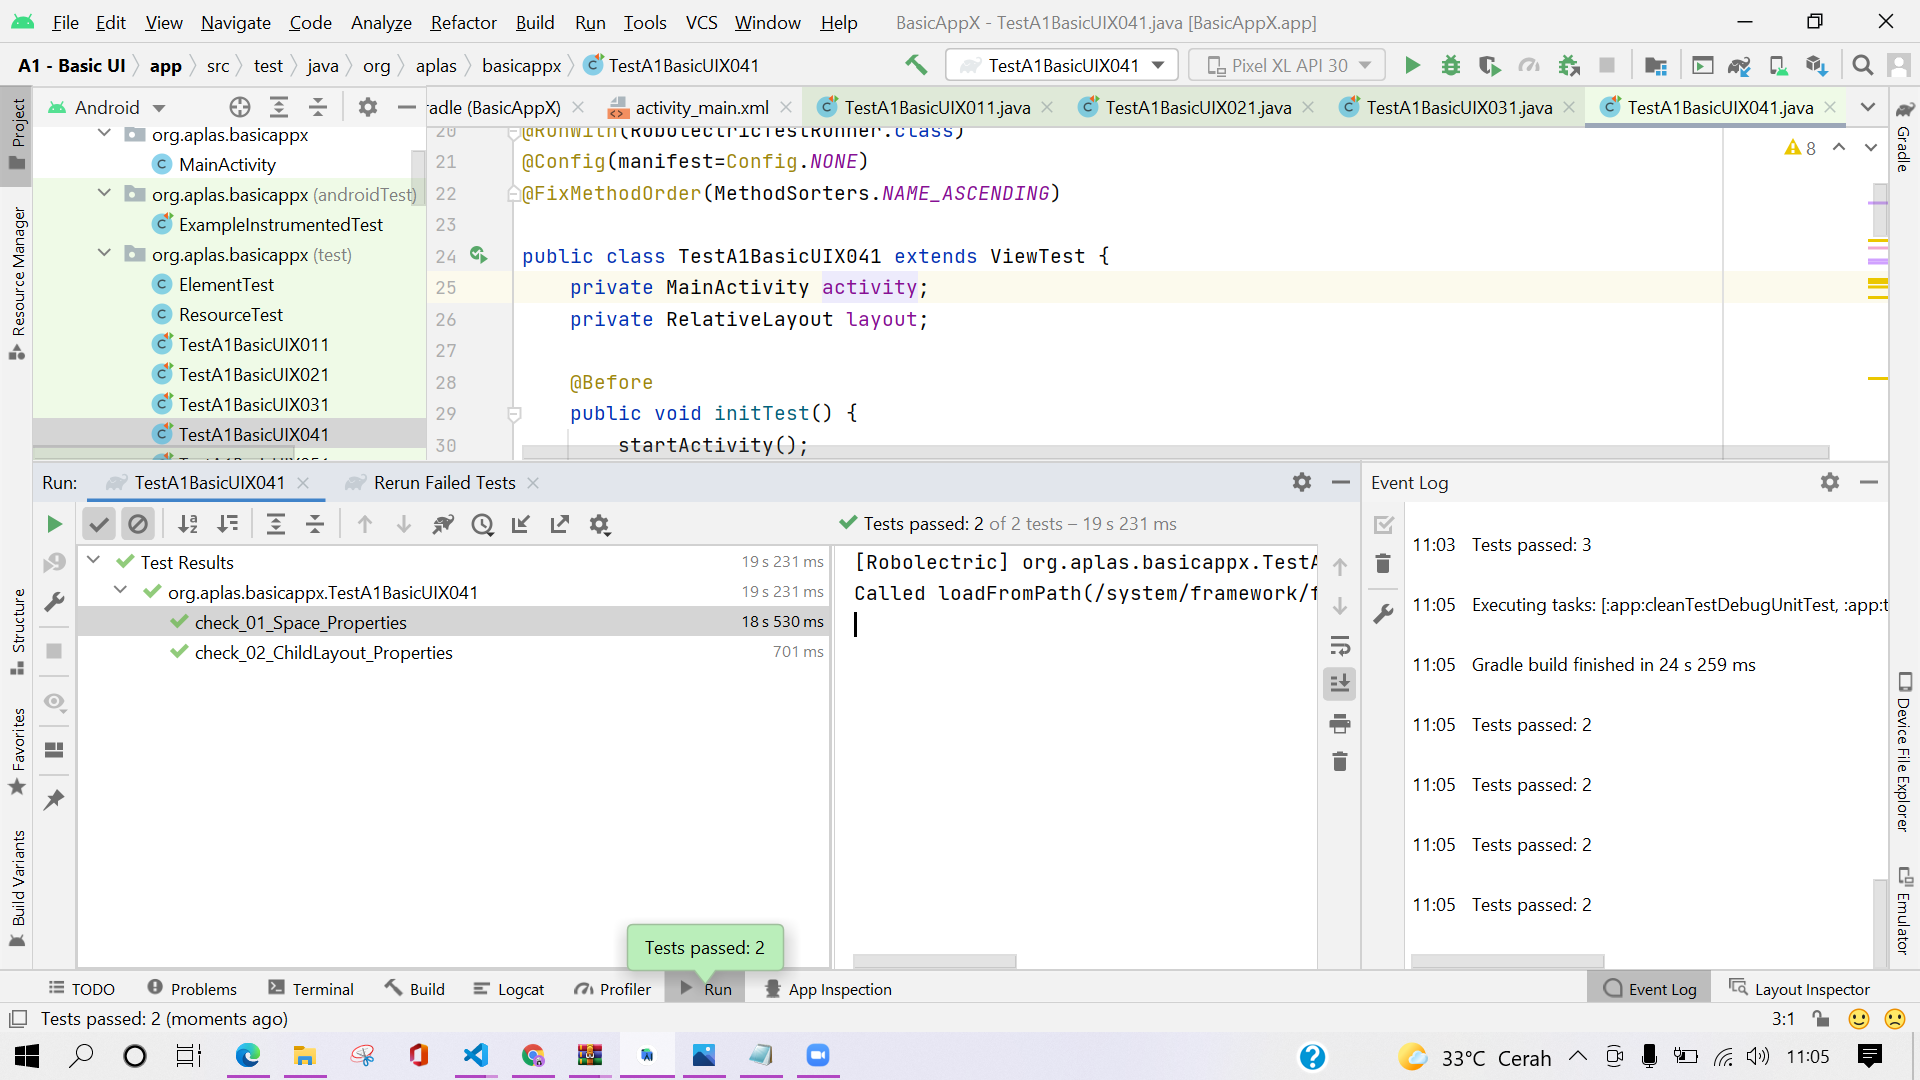 File Edit View Navigate Code Analyze Refactor Build Run Tools VCS Window Help BasicAppX - TestA1BasicUIX041.java [BasicAppX.app]
A1 - Basic UI app src test java org aplas basicappx TestA1BasicUIX041 TestA1BasicUIX041 Pixel XL API 30
Project
Resource Manager
Structure
Favorites
Build Variants
Android
org.aplas.basicappx
MainActivity
org.aplas.basicappx (androidTest)
ExampleInstrumentedTest
org.aplas.basicappx (test)
ElementTest
ResourceTest
TestA1BasicUIX011
TestA1BasicUIX021
TestA1BasicUIX031
TestA1BasicUIX041
radle (BasicAppX) activity_main.xml TestA1BasicUIX011.java TestA1BasicUIX021.java TestA1BasicUIX031.java TestA1BasicUIX041.java
8
20 @RunWith(RobolectricTestRunner.class)
21 @Config(manifest=Config.NONE)
22 @FixMethodOrder(MethodSorters.NAME_ASCENDING)
23
24 public class TestA1BasicUIX041 extends ViewTest {
25 private MainActivity activity;
26 private RelativeLayout layout;
27
28 @Before
29 public void initTest() {
30 startActivity();
Gradle
Device File Explorer
Emulator
Run: TestA1BasicUIX041 Rerun Failed Tests
Tests passed: 2 of 2 tests – 19 s 231 ms
Test Results 19 s 231 ms
org.aplas.basicappx.TestA1BasicUIX041 19 s 231 ms
check_01_Space_Properties 18 s 530 ms
check_02_ChildLayout_Properties 701 ms
[Robolectric] org.aplas.basicappx.TestA
Called loadFromPath(/system/framework/f
Event Log
11:03 Tests passed: 3
11:05 Executing tasks: [:app:cleanTestDebugUnitTest, :app:t
11:05 Gradle build finished in 24 s 259 ms
11:05 Tests passed: 2
11:05 Tests passed: 2
11:05 Tests passed: 2
11:05 Tests passed: 2
Tests passed: 2
TODO Problems Terminal Build Logcat Profiler Run App Inspection Event Log Layout Inspector
Tests passed: 2 (moments ago) 3:1
33°C Cerah 11:05